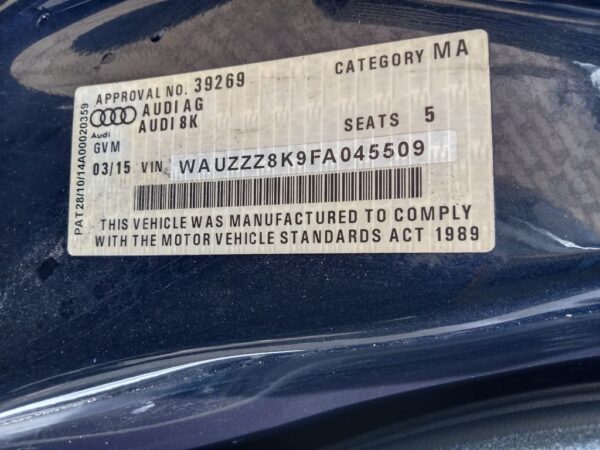 APPROVAL NO. 39269 CATEGORY MA
Audi AUDI AG
AUDI 8K SEATS 5
GVM
03/15 VIN WAUZZZ8K9FA045509
THIS VEHICLE WAS MANUFACTURED TO COMPLY
WITH THE MOTOR VEHICLE STANDARDS ACT 1989
PAT28/10/14A00020359